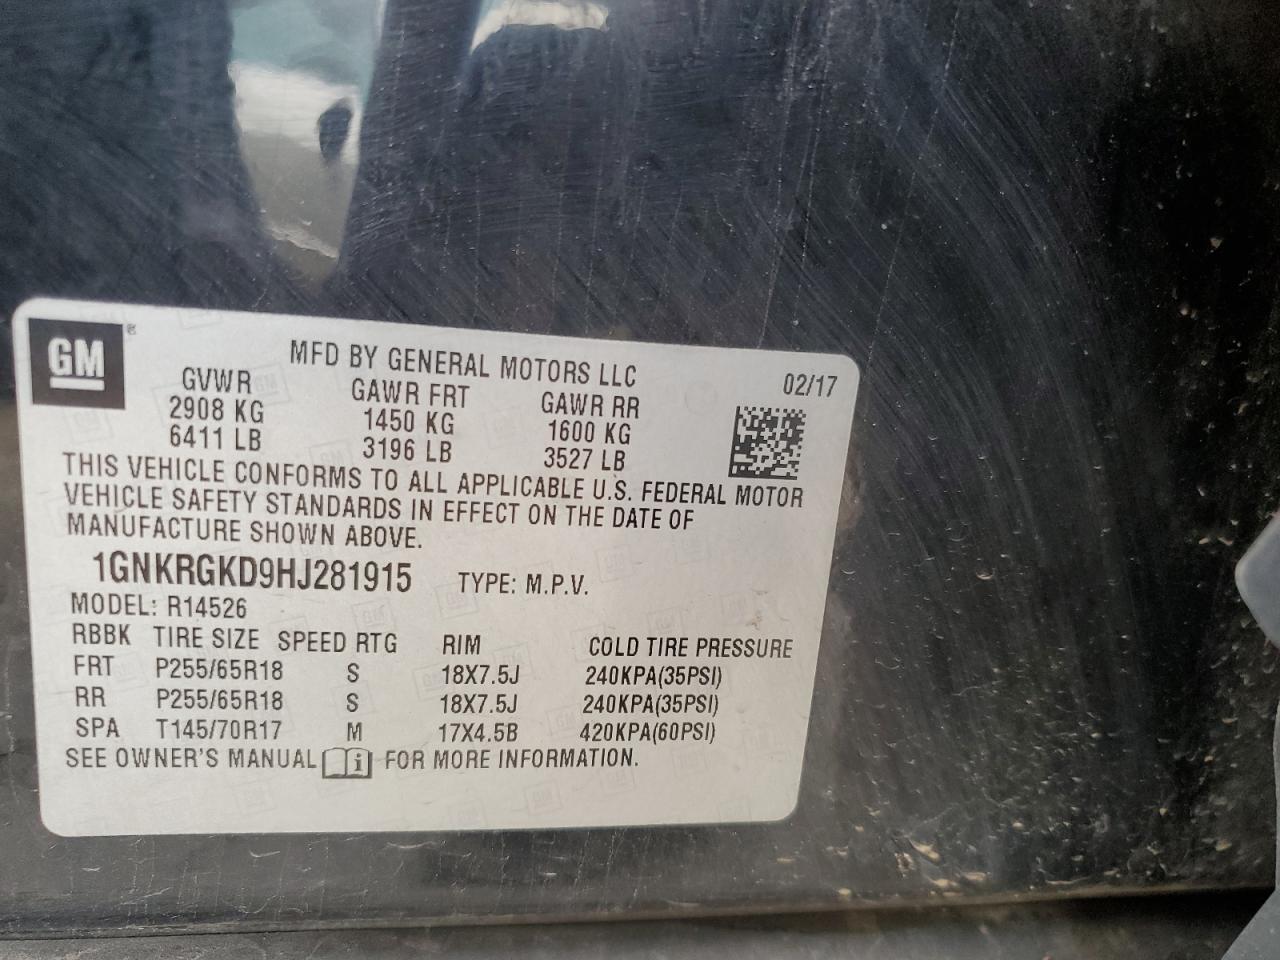 GM ®
MFD BY GENERAL MOTORS LLC
02/17
GVWR GAWR FRT GAWR RR
2908 KG 1450 KG 1600 KG
6411 LB 3196 LB 3527 LB
THIS VEHICLE CONFORMS TO ALL APPLICABLE U.S. FEDERAL MOTOR
VEHICLE SAFETY STANDARDS IN EFFECT ON THE DATE OF
MANUFACTURE SHOWN ABOVE.
1GNKRGKD9HJ281915 TYPE: M.P.V.
MODEL: R14526
RBBK TIRE SIZE SPEED RTG RIM COLD TIRE PRESSURE
FRT P255/65R18 S 18X7.5J 240KPA(35PSI)
RR P255/65R18 S 18X7.5J 240KPA(35PSI)
SPA T145/70R17 M 17X4.5B 420KPA(60PSI)
SEE OWNER'S MANUAL i FOR MORE INFORMATION.